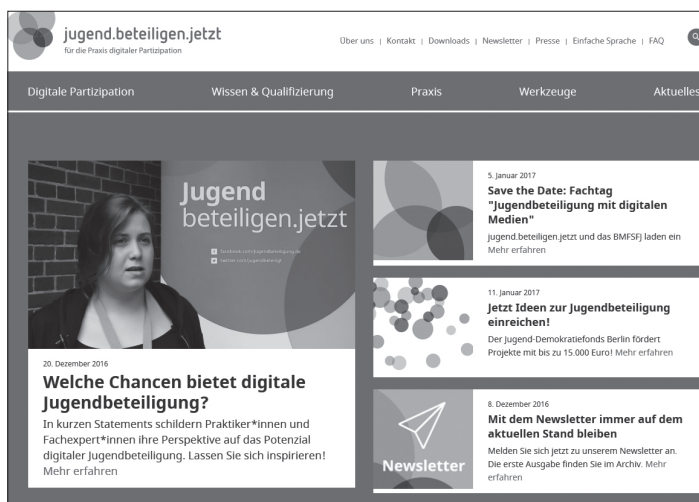 jugend.beteiligen.jetzt
für die Praxis digitaler Partizipation
Über uns | Kontakt | Downloads | Newsletter | Presse | Einfache Sprache | FAQ
Digitale Partizipation Wissen & Qualifizierung Praxis Werkzeuge Aktuelles
Jugend
beteiligen.jetzt
facebook.com/jugendbeteiligung.de
20. Dezember 2016
Welche Chancen bietet digitale
Jugendbeteiligung?
In kurzen Statements schildern Praktiker*innen und
Fachexpert*innen ihre Perspektive auf das Potenzial
digitaler Jugendbeteiligung. Lassen Sie sich inspirieren!
Mehr erfahren
5. Januar 2017
Save the Date: Fachtag
"Jugendbeteiligung mit digitalen
Medien"
jugend.beteiligen.jetzt und das BMFSFJ laden ein
Mehr erfahren
11. Januar 2017
Jetzt Ideen zur Jugendbeteiligung
einreichen!
Der Jugend-Demokratiefonds Berlin fördert
Projekte mit bis zu 15.000 Euro! Mehr erfahren
Newsletter
8. Dezember 2016
Mit dem Newsletter immer auf dem
aktuellen Stand bleiben
Melden Sie sich jetzt zu unserem Newsletter an.
Die erste Ausgabe finden Sie im Archiv. Mehr
erfahren